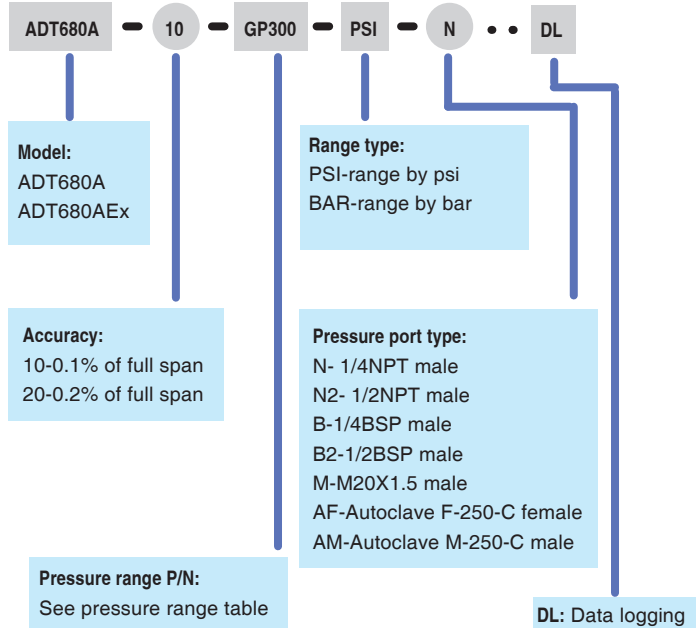 ADT680A - 10 - GP300 - PSI - N - - DL
Model:
ADT680A
ADT680AEx
Range type:
PSI-range by psi
BAR-range by bar
Accuracy:
10-0.1% of full span
20-0.2% of full span
Pressure port type:
N- 1/4NPT male
N2- 1/2NPT male
B-1/4BSP male
B2-1/2BSP male
M-M20X1.5 male
AF-Autoclave F-250-C female
AM-Autoclave M-250-C male
Pressure range P/N:
See pressure range table
DL: Data logging